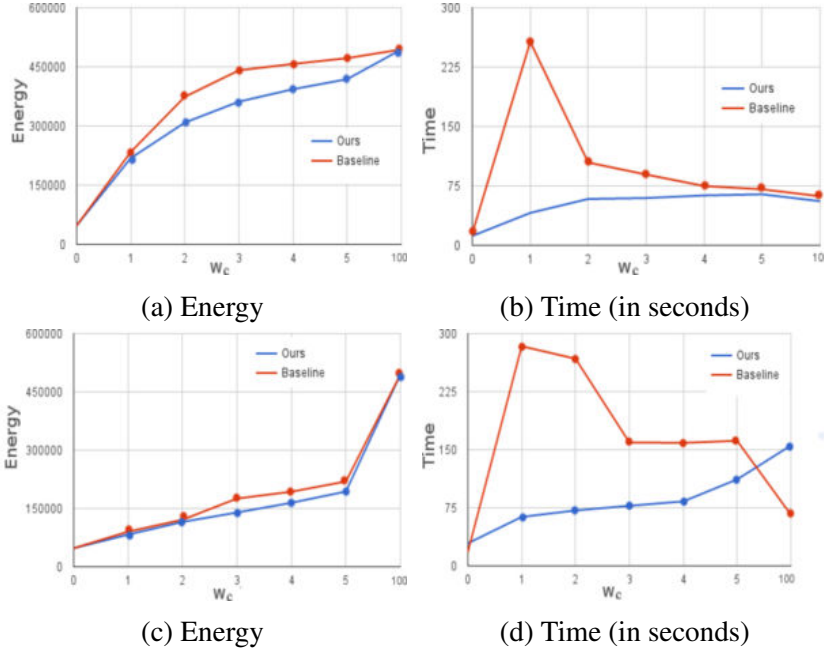 600000
450000
300000
150000
0
Energy
Ours
Baseline
0 1 2 3 4 5 100
Wc
(a) Energy
300
225
150
75
0
Time
Ours
Baseline
0 1 2 3 4 5 10
Wc
(b) Time (in seconds)
600000
450000
300000
150000
0
Energy
Ours
Baseline
0 1 2 3 4 5 100
Wc
(c) Energy
300
225
150
75
0
Time
Ours
Baseline
0 1 2 3 4 5 100
Wc
(d) Time (in seconds)